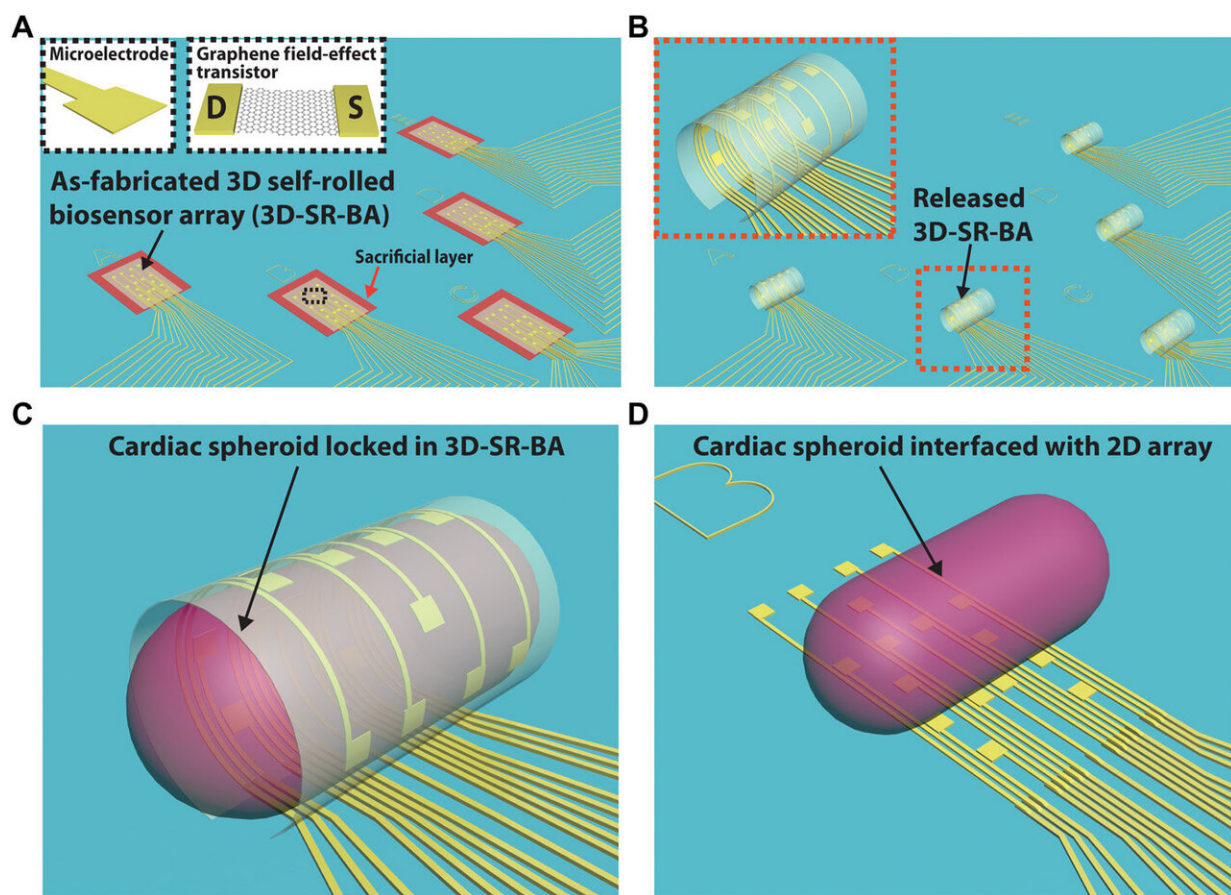 A
Microelectrode
Graphene field-effect
transistor
D
S
As-fabricated 3D self-rolled
biosensor array (3D-SR-BA)
Sacrificial layer
A
B
C
D
B
Released
3D-SR-BA
A
B
C
C
Cardiac spheroid locked in 3D-SR-BA
D
Cardiac spheroid interfaced with 2D array
B